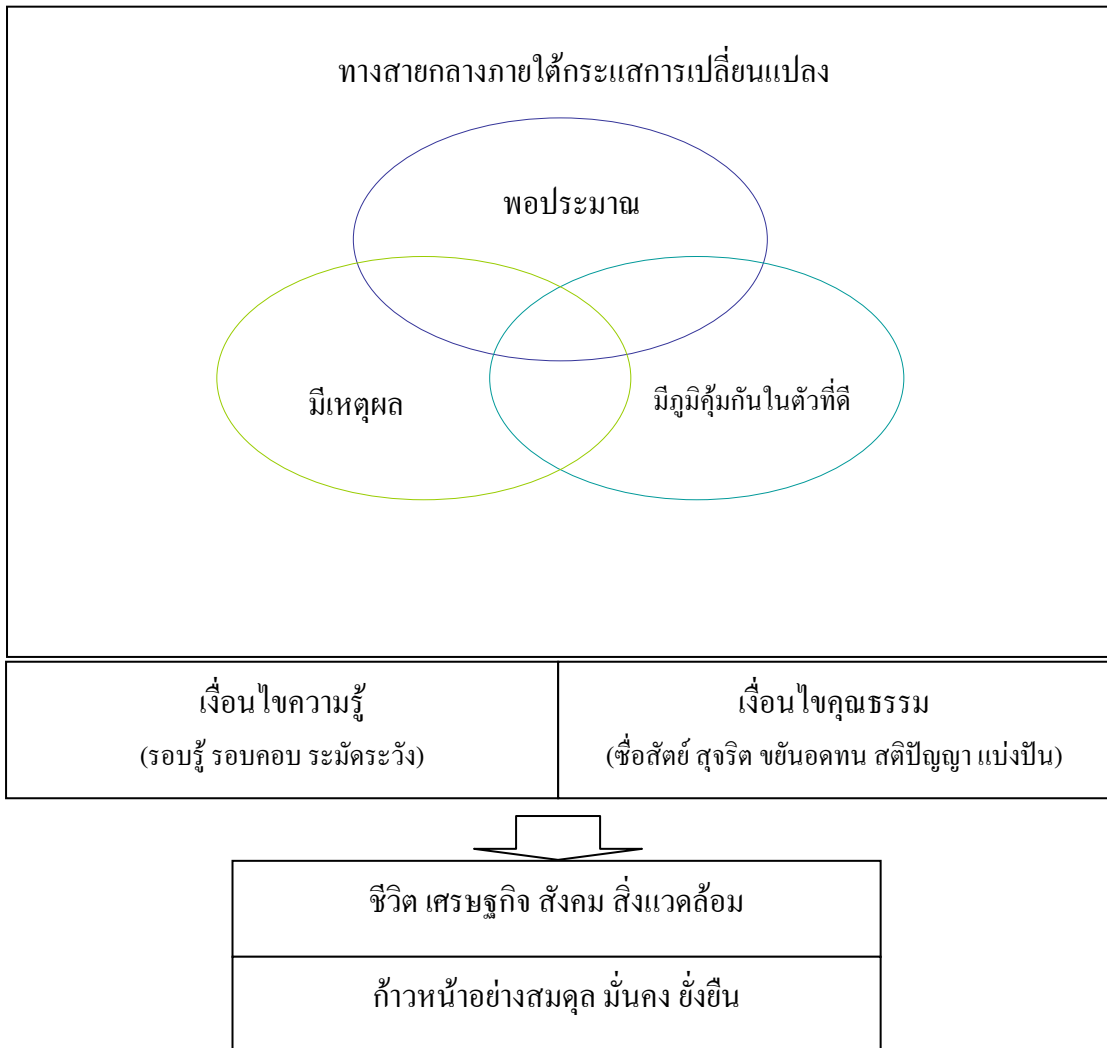 ทางสายกลางภายใต้กระแสการเปลี่ยนแปลง
พอประมาณ
มีเหตุผล
มีภูมิคุ้มกันในตัวที่ดี
เงื่อนไขความรู้
(รอบรู้ รอบคอบ ระมัดระวัง)
เงื่อนไขคุณธรรม
(ซื่อสัตย์ สุจริต ขยันอดทน สติปัญญา แบ่งปัน)
ชีวิต เศรษฐกิจ สังคม สิ่งแวดล้อม
ก้าวหน้าอย่างสมดุล มั่นคง ยั่งยืน